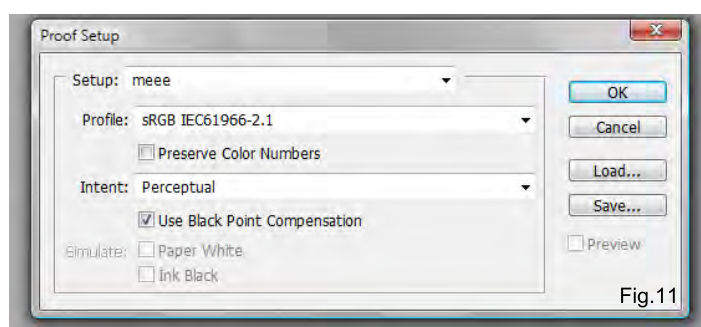 Proof Setup
Setup: meee
OK
Profile: sRGB IEC61966-2.1
Cancel
Preserve Color Numbers
Load...
Intent: Perceptual
Save...
Use Black Point Compensation
Simulate: Paper White
Preview
Ink Black
Fig.11